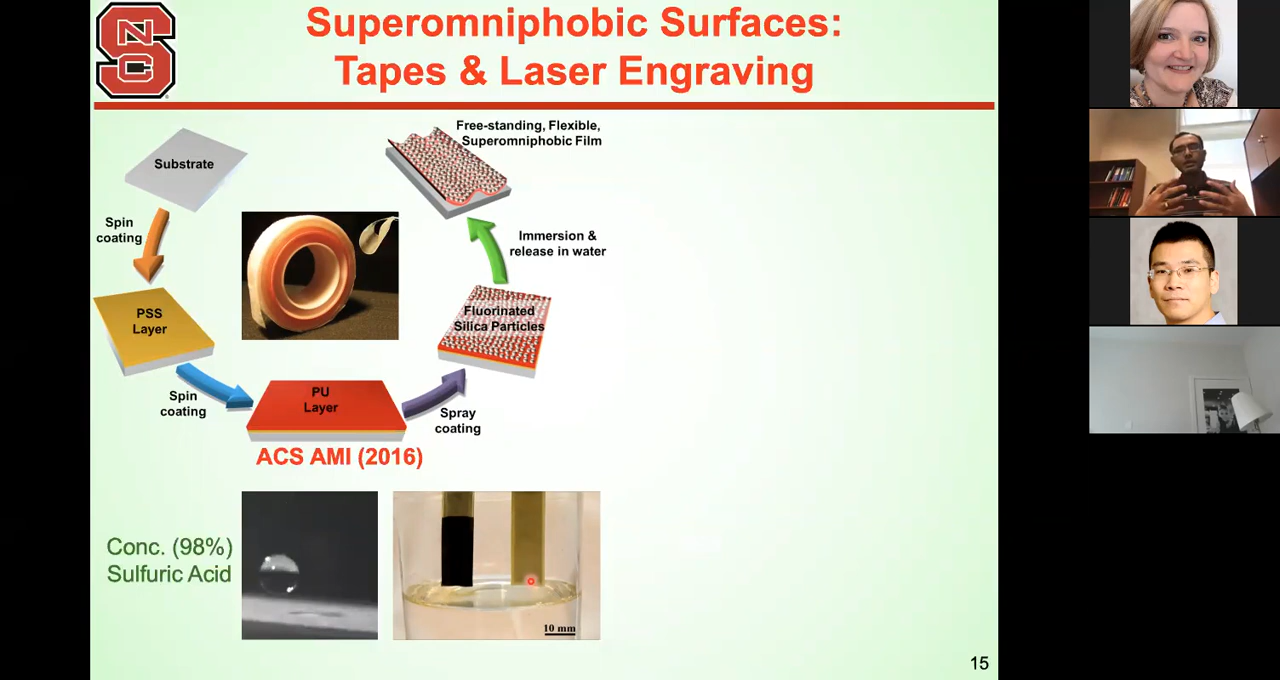 NC
S
Superomniphobic Surfaces:
Tapes & Laser Engraving
Substrate
Spin
coating
PSS
Layer
Spin
coating
PU
Layer
Spray
coating
Fluorinated
Silica Particles
Immersion &
release in water
Free-standing, Flexible,
Superomniphobic Film
ACS AMI (2016)
Conc. (98%)
Sulfuric Acid
10 mm
15